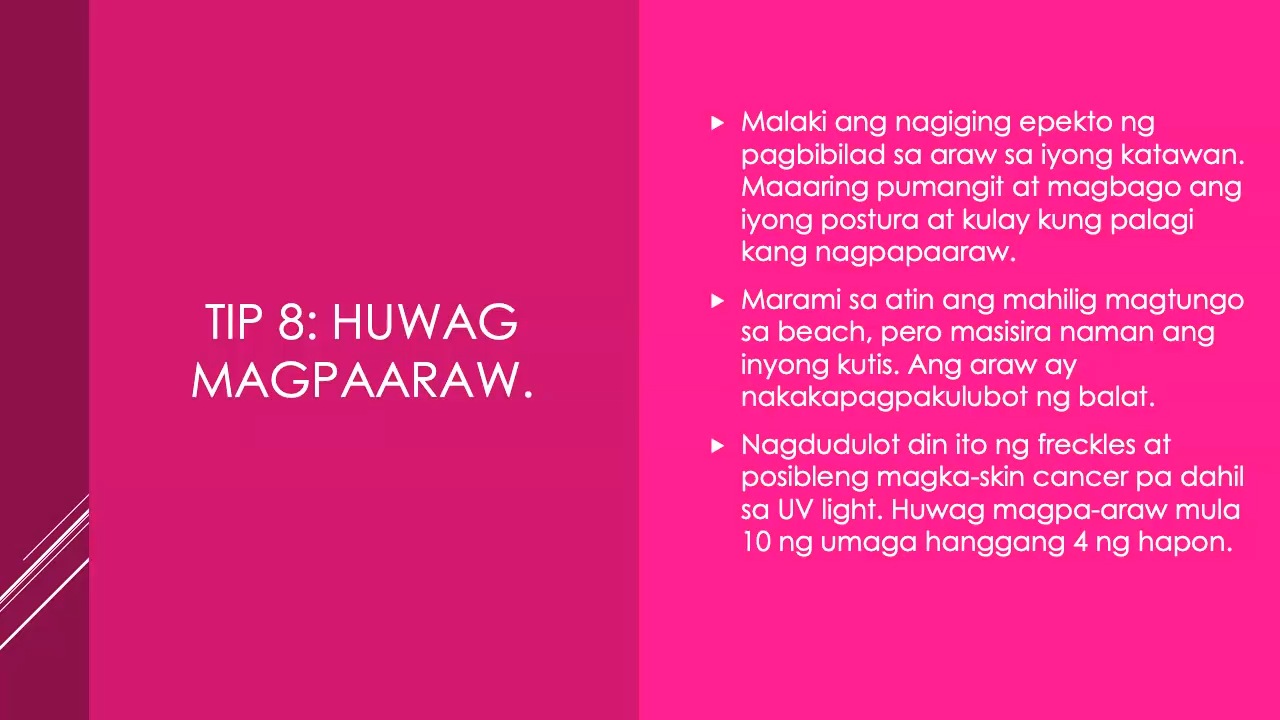 TIP 8: HUWAG
MAGPAARAW.
Malaki ang nagiging epekto ng
pagbibilad sa araw sa iyong katawan.
Maaaring pumangit at magbago ang
iyong postura at kulay kung palagi
kang nagpapaaraw.
Marami sa atin ang mahilig magtungo
sa beach, pero masisira naman ang
inyong kutis. Ang araw ay
nakakapagpakulubot ng balat.
Nagdudulot din ito ng freckles at
posibleng magka-skin cancer pa dahil
sa UV light. Huwag magpa-araw mula
10 ng umaga hanggang 4 ng hapon.